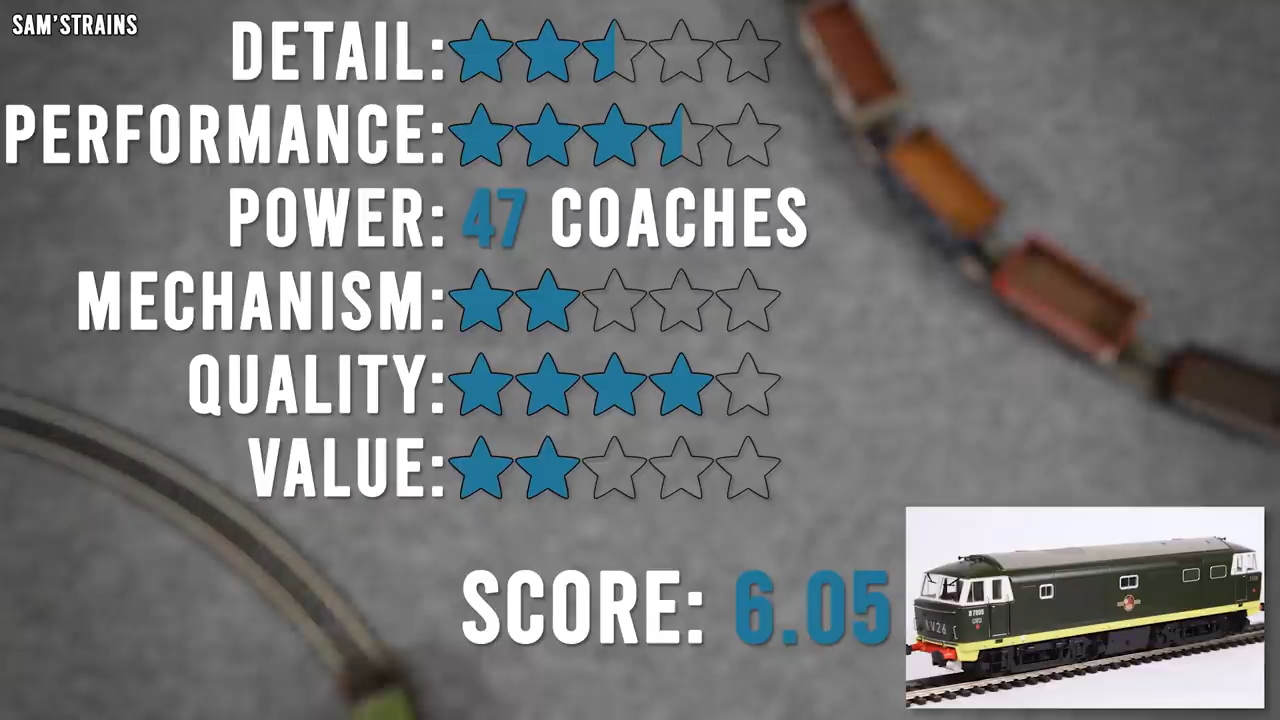 SAM'STRAINS
DETAIL:
PERFORMANCE:
POWER: 47 COACHES
MECHANISM:
QUALITY:
VALUE:
SCORE: 6.05